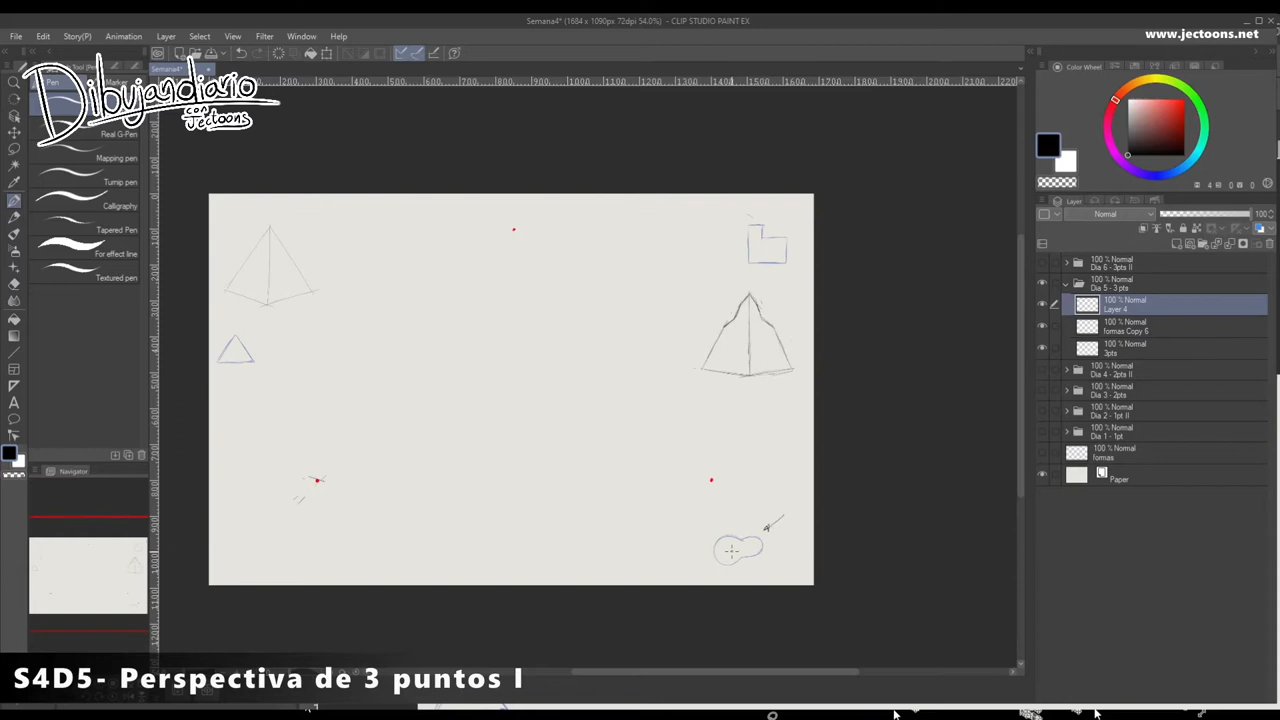 Semana4* (1684 x 1090px 72dpi 54.0%) - CLIP STUDIO PAINT EX
File Edit Story(P) Animation Layer Select View Filter Window Help
www.jectoons.net
Dibujandiario
con
Jectoons
Semana4*
Pen
Marker
Real G-Pen
Mapping pen
Turnip pen
Calligraphy
Tapered Pen
For effect line
Textured pen
Navigator
Color Wheel
Layer
Normal
100
100 % Normal
Dia 6 - 3pts II
100 % Normal
Dia 5 - 3 pts
100 % Normal
Layer 4
100 % Normal
formas Copy 6
100 % Normal
3pts
100 % Normal
Dia 4 - 2pts II
100 % Normal
Dia 3 - 2pts
100 % Normal
Dia 2 - 1pt II
100 % Normal
Dia 1 - 1pt
100 % Normal
formas
Paper
S4D5- Perspectiva de 3 puntos I